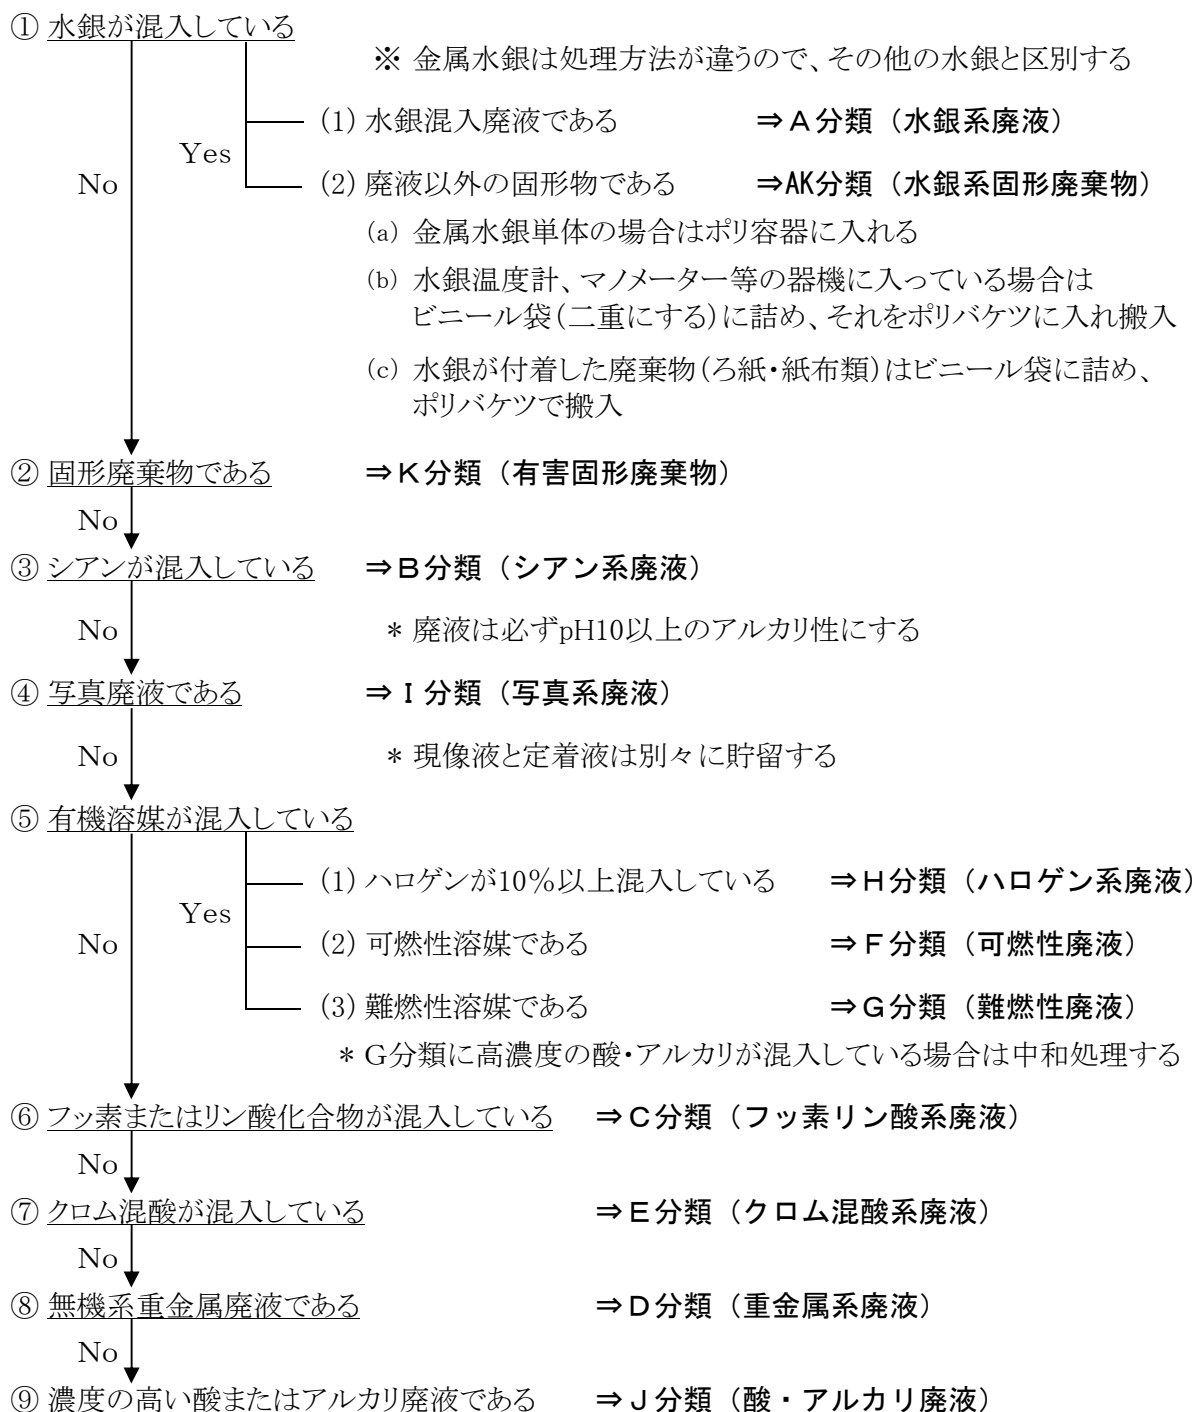 ① 水銀が混入している
※ 金属水銀は処理方法が違うので、その他の水銀と区別する
(1) 水銀混入廃液である ⇒A分類（水銀系廃液）
Yes
No
(2) 廃液以外の固形物である ⇒AK分類（水銀系固形廃棄物）
(a) 金属水銀単体の場合はポリ容器に入れる
(b) 水銀温度計、マノメーター等の器機に入っている場合は
ビニール袋（二重にする）に詰め、それをポリバケツに入れ搬入
(c) 水銀が付着した廃棄物（ろ紙・紙布類）はビニール袋に詰め、
ポリバケツで搬入
② 固形廃棄物である ⇒K分類（有害固形廃棄物）
No
③ シアンが混入している ⇒B分類（シアン系廃液）
No
* 廃液は必ずpH10以上のアルカリ性にする
④ 写真廃液である ⇒I分類（写真系廃液）
No
* 現像液と定着液は別々に貯留する
⑤ 有機溶媒が混入している
(1) ハロゲンが10％以上混入している ⇒H分類（ハロゲン系廃液）
Yes
No
(2) 可燃性溶媒である ⇒F分類（可燃性廃液）
(3) 難燃性溶媒である ⇒G分類（難燃性廃液）
* G分類に高濃度の酸・アルカリが混入している場合は中和処理する
⑥ フッ素またはリン酸化合物が混入している ⇒C分類（フッ素リン酸系廃液）
No
⑦ クロム混酸が混入している ⇒E分類（クロム混酸系廃液）
No
⑧ 無機系重金属廃液である ⇒D分類（重金属系廃液）
No
⑨ 濃度の高い酸またはアルカリ廃液である ⇒J分類（酸・アルカリ廃液）